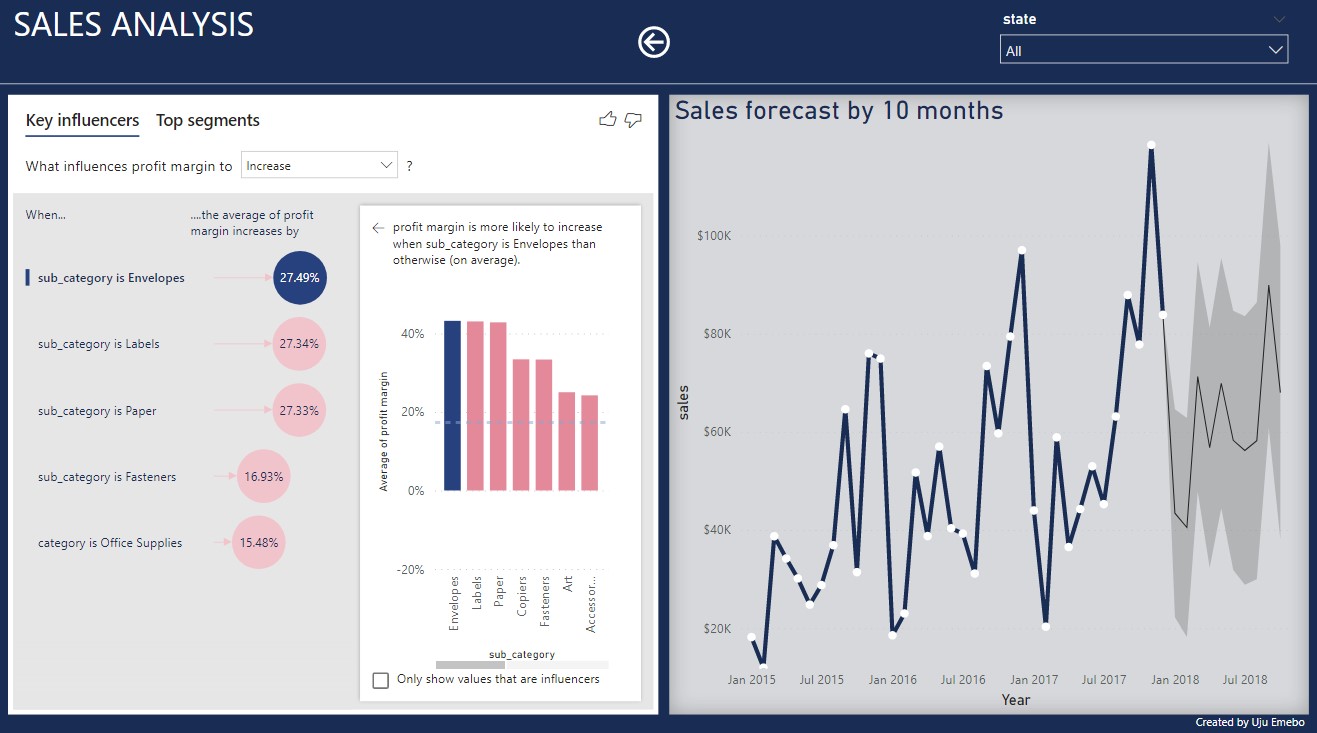 SALES ANALYSIS
state
All
Key influencers
Top segments
What influences profit margin to
Increase
?
When...
....the average of profit
margin increases by
sub_category is Envelopes
27.49%
sub_category is Labels
27.34%
sub_category is Paper
27.33%
sub_category is Fasteners
16.93%
category is Office Supplies
15.48%
profit margin is more likely to increase
when sub_category is Envelopes than
otherwise (on average).
Average of profit margin
40%
20%
0%
-20%
Envelopes
Labels
Paper
Copiers
Fasteners
Art
Accessor...
sub_category
Only show values that are influencers
Sales forecast by 10 months
sales
$100K
$80K
$60K
$40K
$20K
Jan 2015
Jul 2015
Jan 2016
Jul 2016
Jan 2017
Jul 2017
Jan 2018
Jul 2018
Year
Created by Uju Emebo